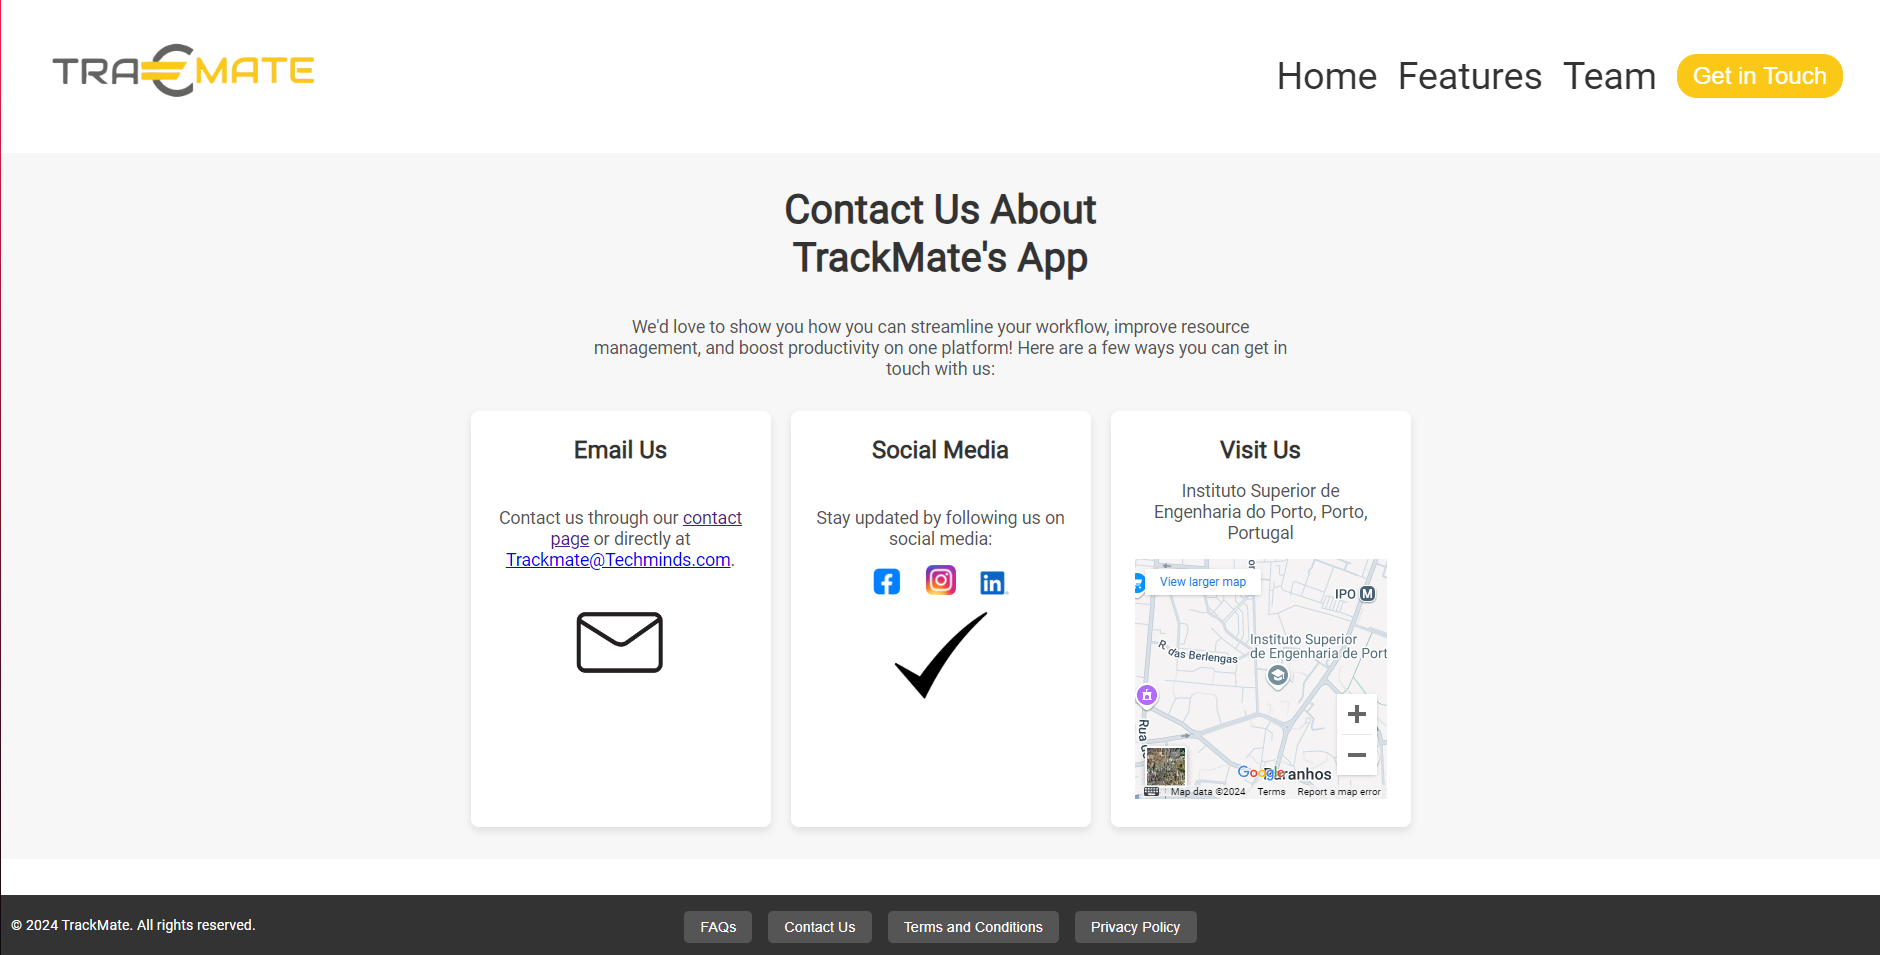 TRA€MATE
Home Features Team Get in Touch
Contact Us About
TrackMate's App
We'd love to show you how you can streamline your workflow, improve resource
management, and boost productivity on one platform! Here are a few ways you can get in
touch with us:
Email Us
Contact us through our contact
page or directly at
Trackmate@Techminds.com.
Social Media
Stay updated by following us on
social media:
Visit Us
Instituto Superior de
Engenharia do Porto, Porto,
Portugal
View larger map
IPO M
Instituto Superior
de Engenharia de Port
R. das Berlengas
Rua
Google
Paranhos
Map data ©2024 Terms Report a map error
© 2024 TrackMate. All rights reserved.
FAQs Contact Us Terms and Conditions Privacy Policy